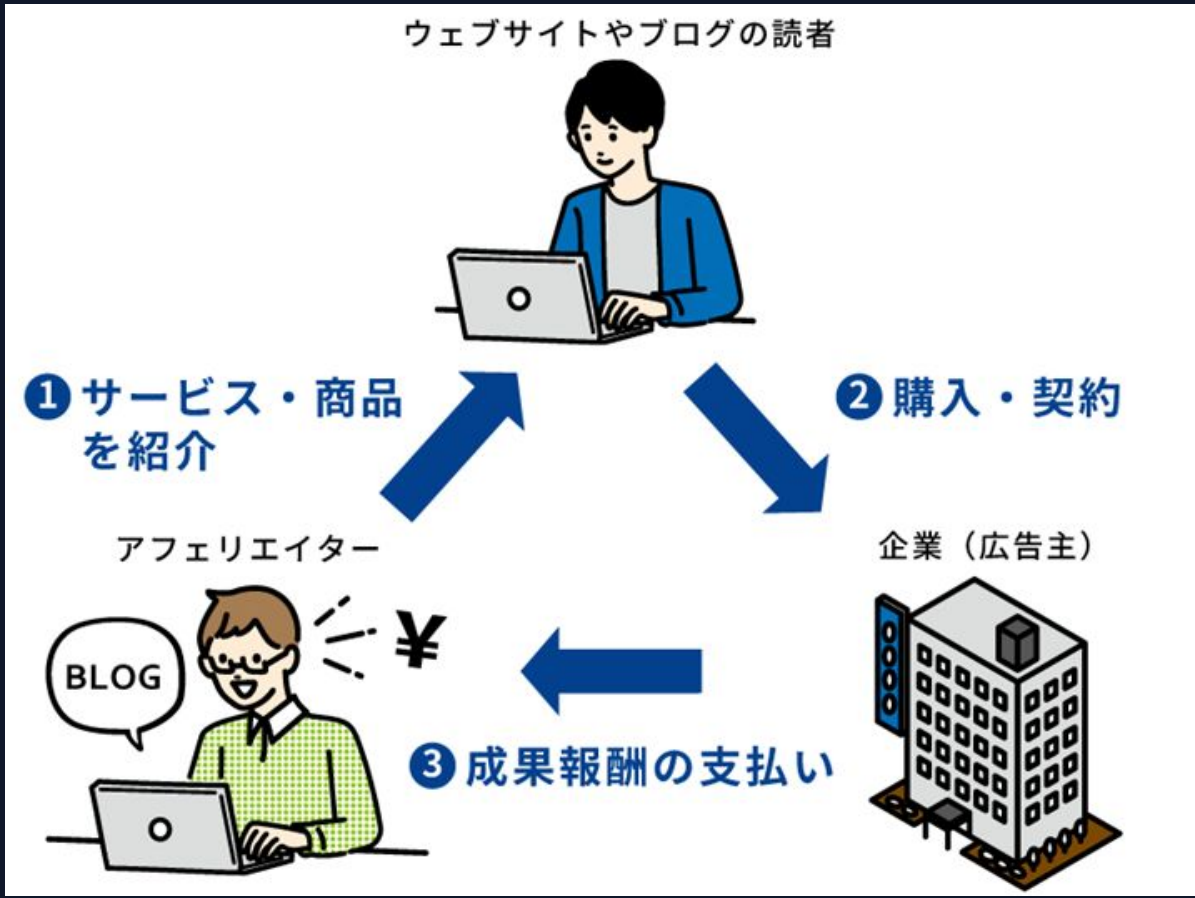 ウェブサイトやブログの読者
❶サービス・商品
を紹介
❷購入・契約
アフェリエイター
企業（広告主）
BLOG
¥
❸成果報酬の支払い